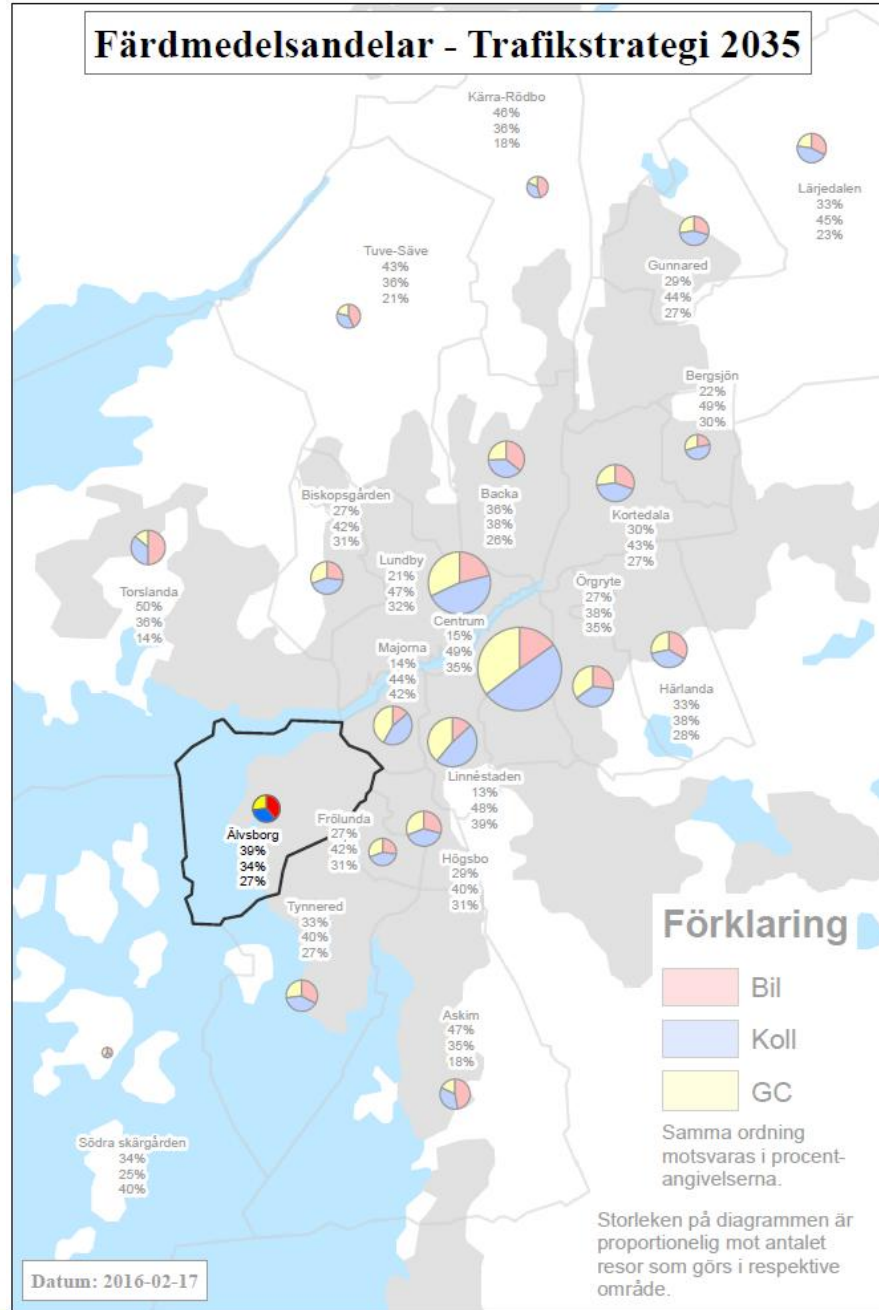 Färdmedelsandelar - Trafikstrategi 2035
Kärra-Rödbo
46%
36%
18%
Lärjedalen
33%
45%
23%
Tuve-Säve
43%
36%
21%
Gunnared
29%
44%
27%
Bergsjön
22%
49%
30%
Biskopsgården
27%
42%
31%
Backa
36%
38%
26%
Kortedala
30%
43%
27%
Torslanda
50%
36%
14%
Lundby
21%
47%
32%
Örgryte
27%
38%
35%
Centrum
15%
49%
35%
Majorna
14%
44%
42%
Härlanda
33%
38%
28%
Linnéstaden
13%
48%
39%
Älvsborg
39%
34%
27%
Frölunda
27%
42%
31%
Högsbo
29%
40%
31%
Tynnered
33%
40%
27%
Askim
47%
35%
18%
Södra skärgården
34%
25%
40%
Förklaring
Bil
Koll
GC
Samma ordning
motsvaras i procent-
angivelserna.
Storleken på diagrammen är
proportionelig mot antalet
resor som görs i respektive
område.
Datum: 2016-02-17